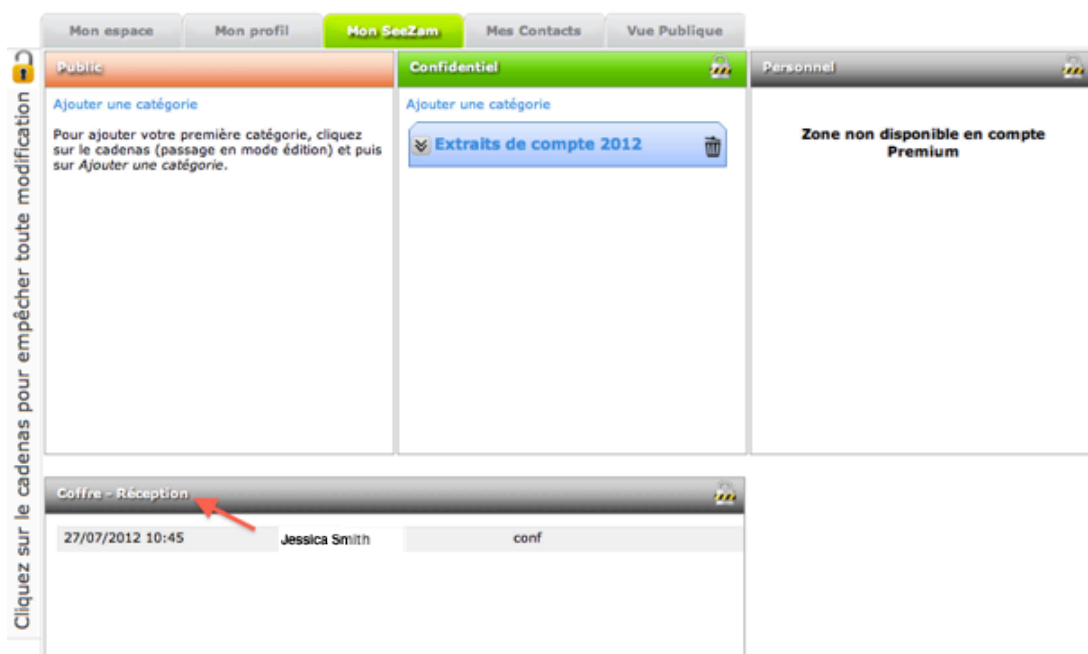 Mon espace
Mon profil
Mon SeeZam
Mes Contacts
Vue Publique
Cliquez sur le cadenas pour empêcher toute modification
Public
Ajouter une catégorie
Pour ajouter votre première catégorie, cliquez
sur le cadenas (passage en mode édition) et puis
sur Ajouter une catégorie.
Confidentiel
Ajouter une catégorie
Extraits de compte 2012
Personnel
Zone non disponible en compte
Premium
Coffre - Réception
27/07/2012 10:45 Jessica Smith conf